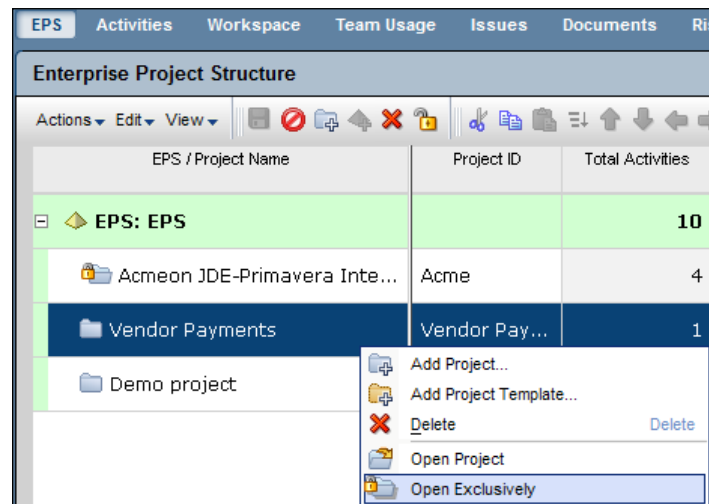 EPS Activities Workspace Team Usage Issues Documents
Enterprise Project Structure
Actions Edit View
EPS / Project Name Project ID Total Activities
EPS: EPS 10
Acmeon JDE-Primavera Inte... Acme 4
Vendor Payments Vendor Pay... 1
Demo project
Add Project...
Add Project Template...
Delete Delete
Open Project
Open Exclusively